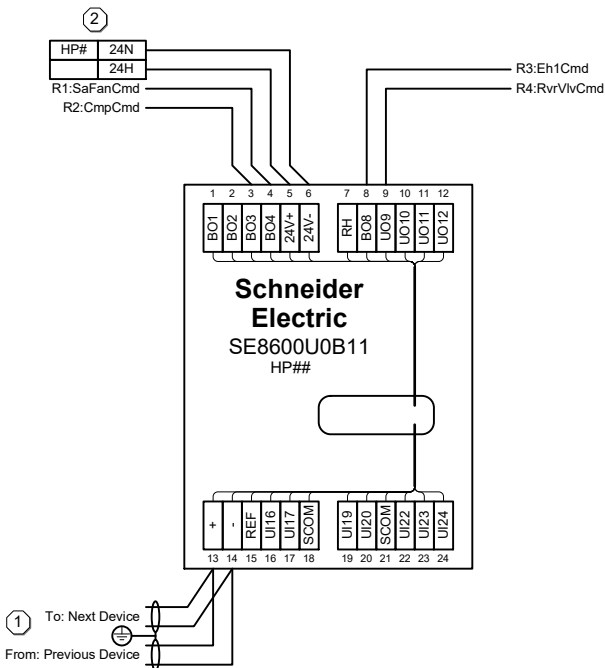 2
HP# 24N
24H
R1:SaFanCmd
R2:CmpCmd
R3:Eh1Cmd
R4:RvrVlvCmd
1 2 3 4 5 6 7 8 9 10 11 12
BO1 BO2 BO3 BO4 24V+ 24V- RH BO8 UO9 UO10 UO11 UO12
Schneider
Electric
SE8600U0B11
HP##
+ - REF UI16 UI17 SCOM UI19 UI20 SCOM UI22 UI23 UI24
13 14 15 16 17 18 19 20 21 22 23 24
1
To: Next Device
From: Previous Device